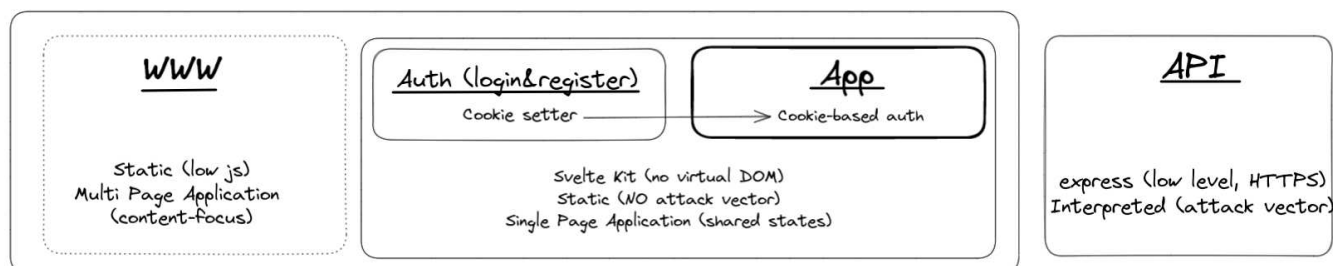 WWW
Static (low js)
Multi Page Application
(content-focus)
Auth (login&register)
Cookie setter
App
Cookie-based auth
Svelte Kit (no virtual DOM)
Static (NO attack vector)
Single Page Application (shared states)
API
express (low level, HTTPS)
Interpreted (attack vector)